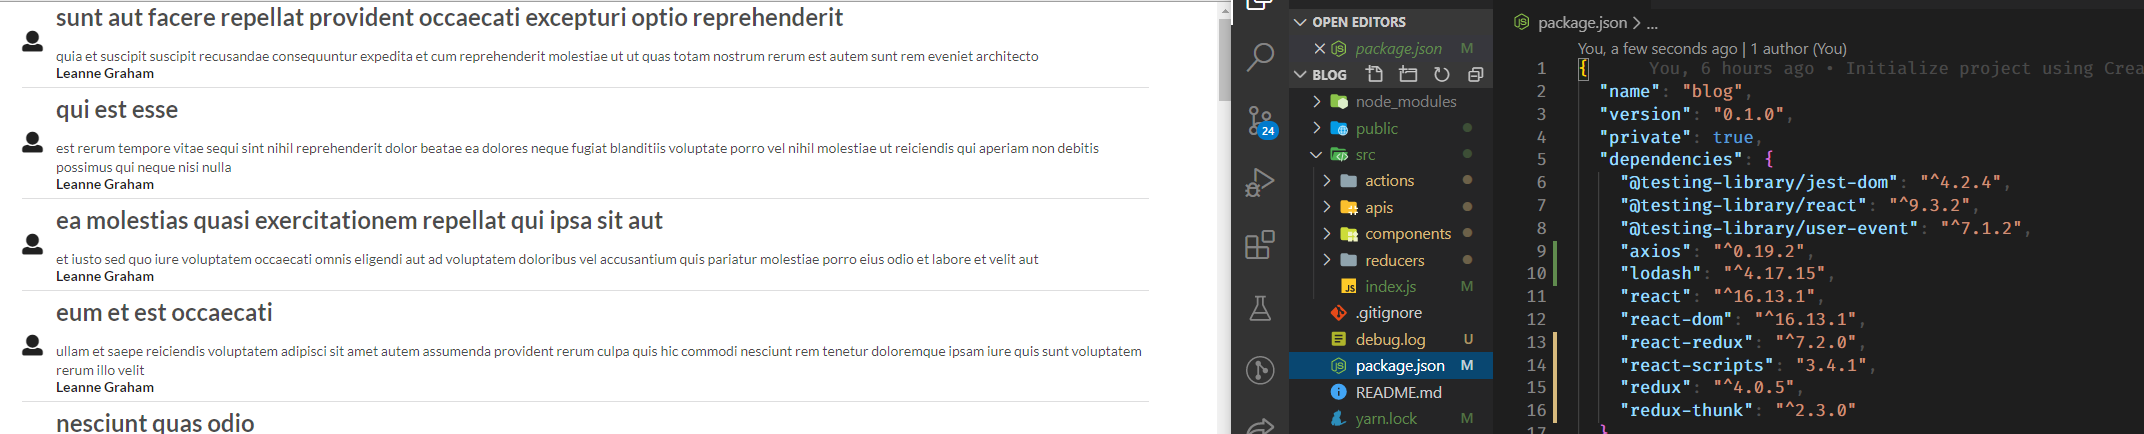 sunt aut facere repellat provident occaecati excepturi optio reprehenderit
quia et suscipit suscipit recusandae consequuntur expedita et cum reprehenderit molestiae ut ut quas totam nostrum rerum est autem sunt rem eveniet architecto
Leanne Graham
qui est esse
est rerum tempore vitae sequi sint nihil reprehenderit dolor beatae ea dolores neque fugiat blanditiis voluptate porro vel nihil molestiae ut reiciendis qui aperiam non debitis
possimus qui neque nisi nulla
Leanne Graham
ea molestias quasi exercitationem repellat qui ipsa sit aut
et iusto sed quo iure voluptatem occaecati omnis eligendi aut ad voluptatem doloribus vel accusantium quis pariatur molestiae porro eius odio et labore et velit aut
Leanne Graham
eum et est occaecati
ullam et saepe reiciendis voluptatem adipisci sit amet autem assumenda provident rerum culpa quis hic commodi nesciunt rem tenetur doloremque ipsam iure quis sunt voluptatem
rerum illo velit
Leanne Graham
nesciunt quas odio
24
OPEN EDITORS
package.json M
BLOG
node_modules
public
src
actions
apis
components
reducers
JS index.js M
.gitignore
debug.log U
package.json M
README.md
yarn.lock M
package.json > ...
You, a few seconds ago | 1 author (You)
1 { You, 6 hours ago • Initialize project using Crea
2 "name": "blog",
3 "version": "0.1.0",
4 "private": true,
5 "dependencies": {
6 "@testing-library/jest-dom": "^4.2.4",
7 "@testing-library/react": "^9.3.2",
8 "@testing-library/user-event": "^7.1.2",
9 "axios": "^0.19.2",
10 "lodash": "^4.17.15",
11 "react": "^16.13.1",
12 "react-dom": "^16.13.1",
13 "react-redux": "^7.2.0",
14 "react-scripts": "3.4.1",
15 "redux": "^4.0.5",
16 "redux-thunk": "^2.3.0"
17 }